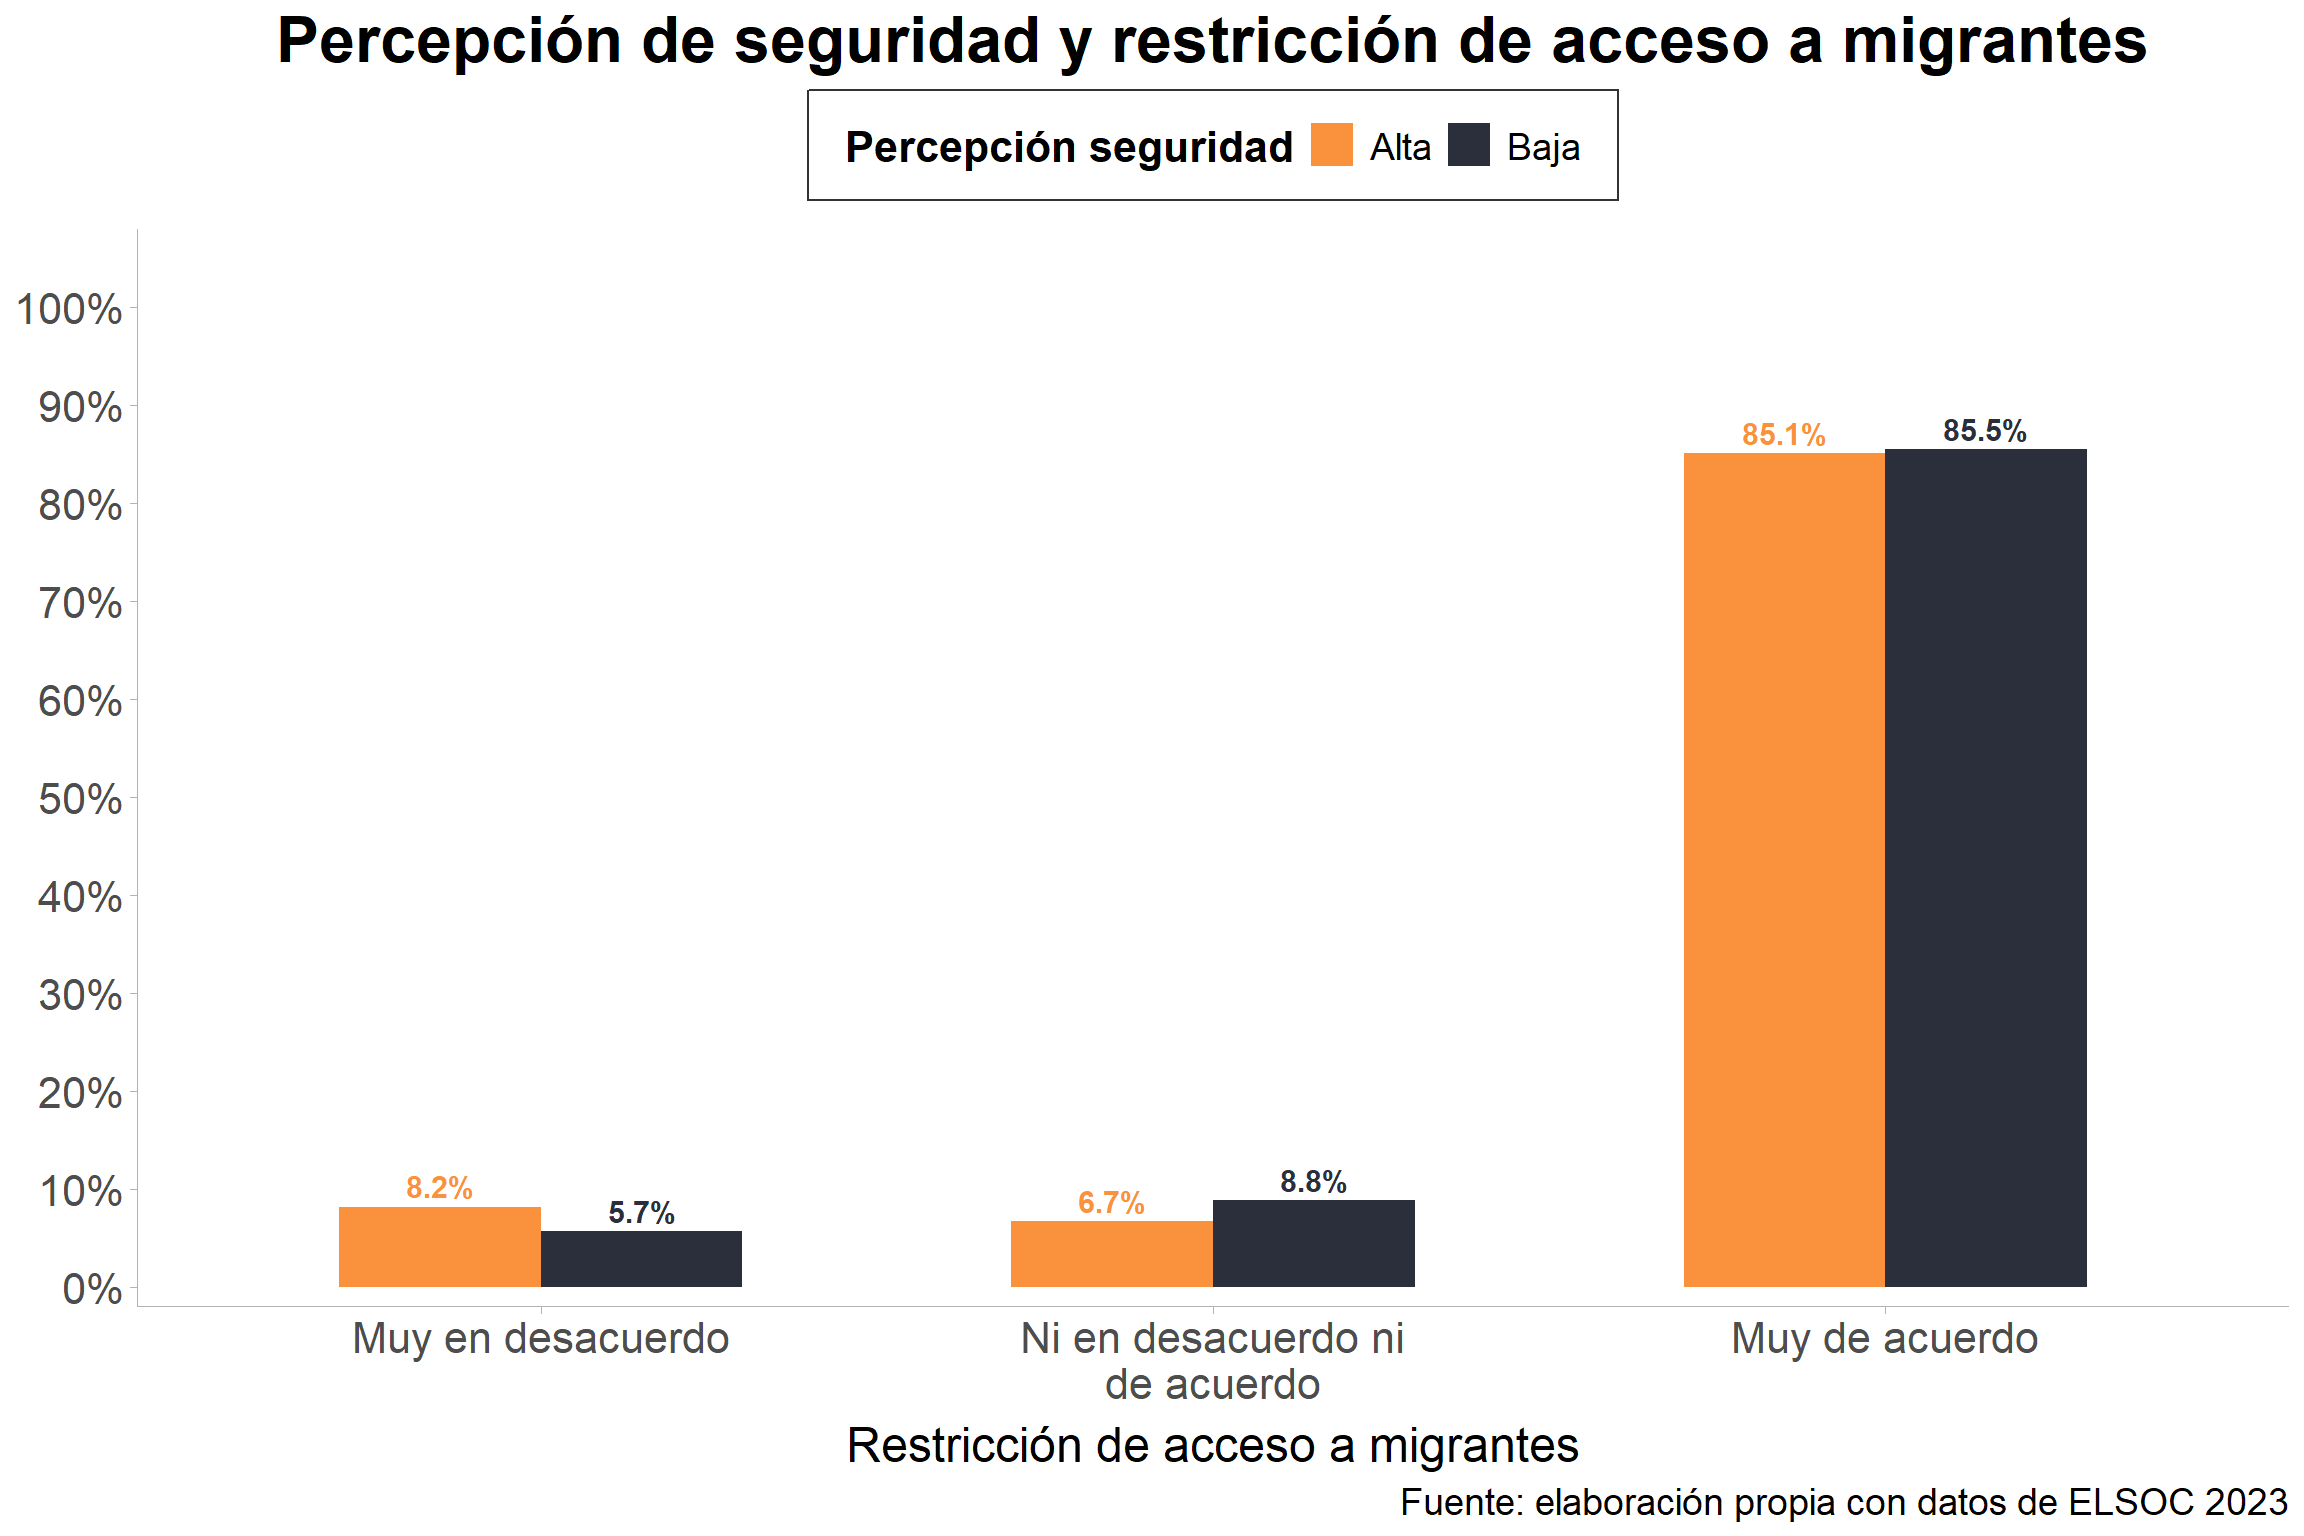 Percepción de seguridad y restricción de acceso a migrantes
Percepción seguridad Alta Baja
100%
90%
80%
70%
60%
50%
40%
30%
20%
10%
0%
8.2%
5.7%
6.7%
8.8%
85.1%
85.5%
Muy en desacuerdo
Ni en desacuerdo ni
de acuerdo
Muy de acuerdo
Restricción de acceso a migrantes
Fuente: elaboración propia con datos de ELSOC 2023